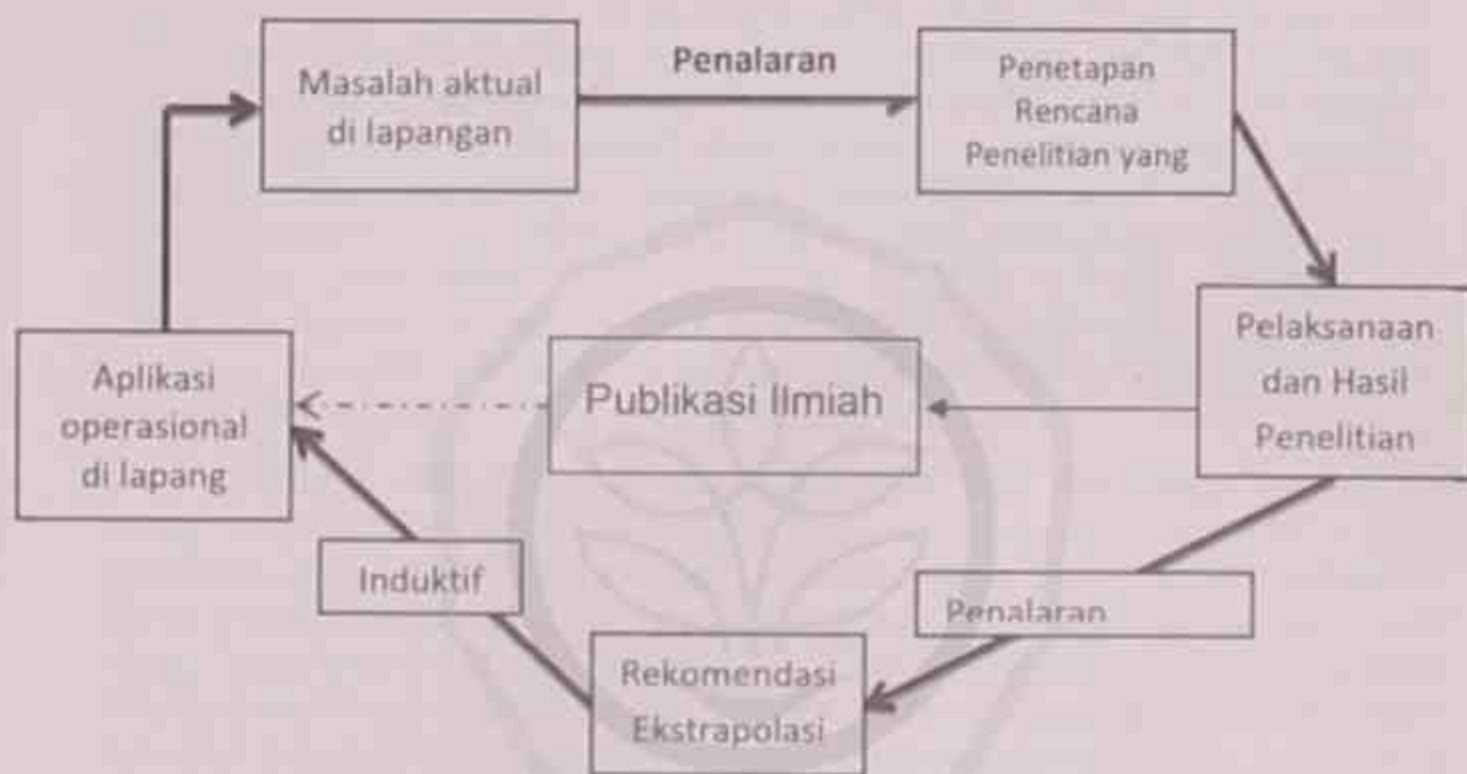 Masalah aktual
di lapangan
Penalaran
Penetapan
Rencana
Penelitian yang
Pelaksanaan
dan Hasil
Penelitian
Publikasi Ilmiah
Aplikasi
operasional
di lapang
Induktif
Penalaran
Rekomendasi
Ekstrapolasi